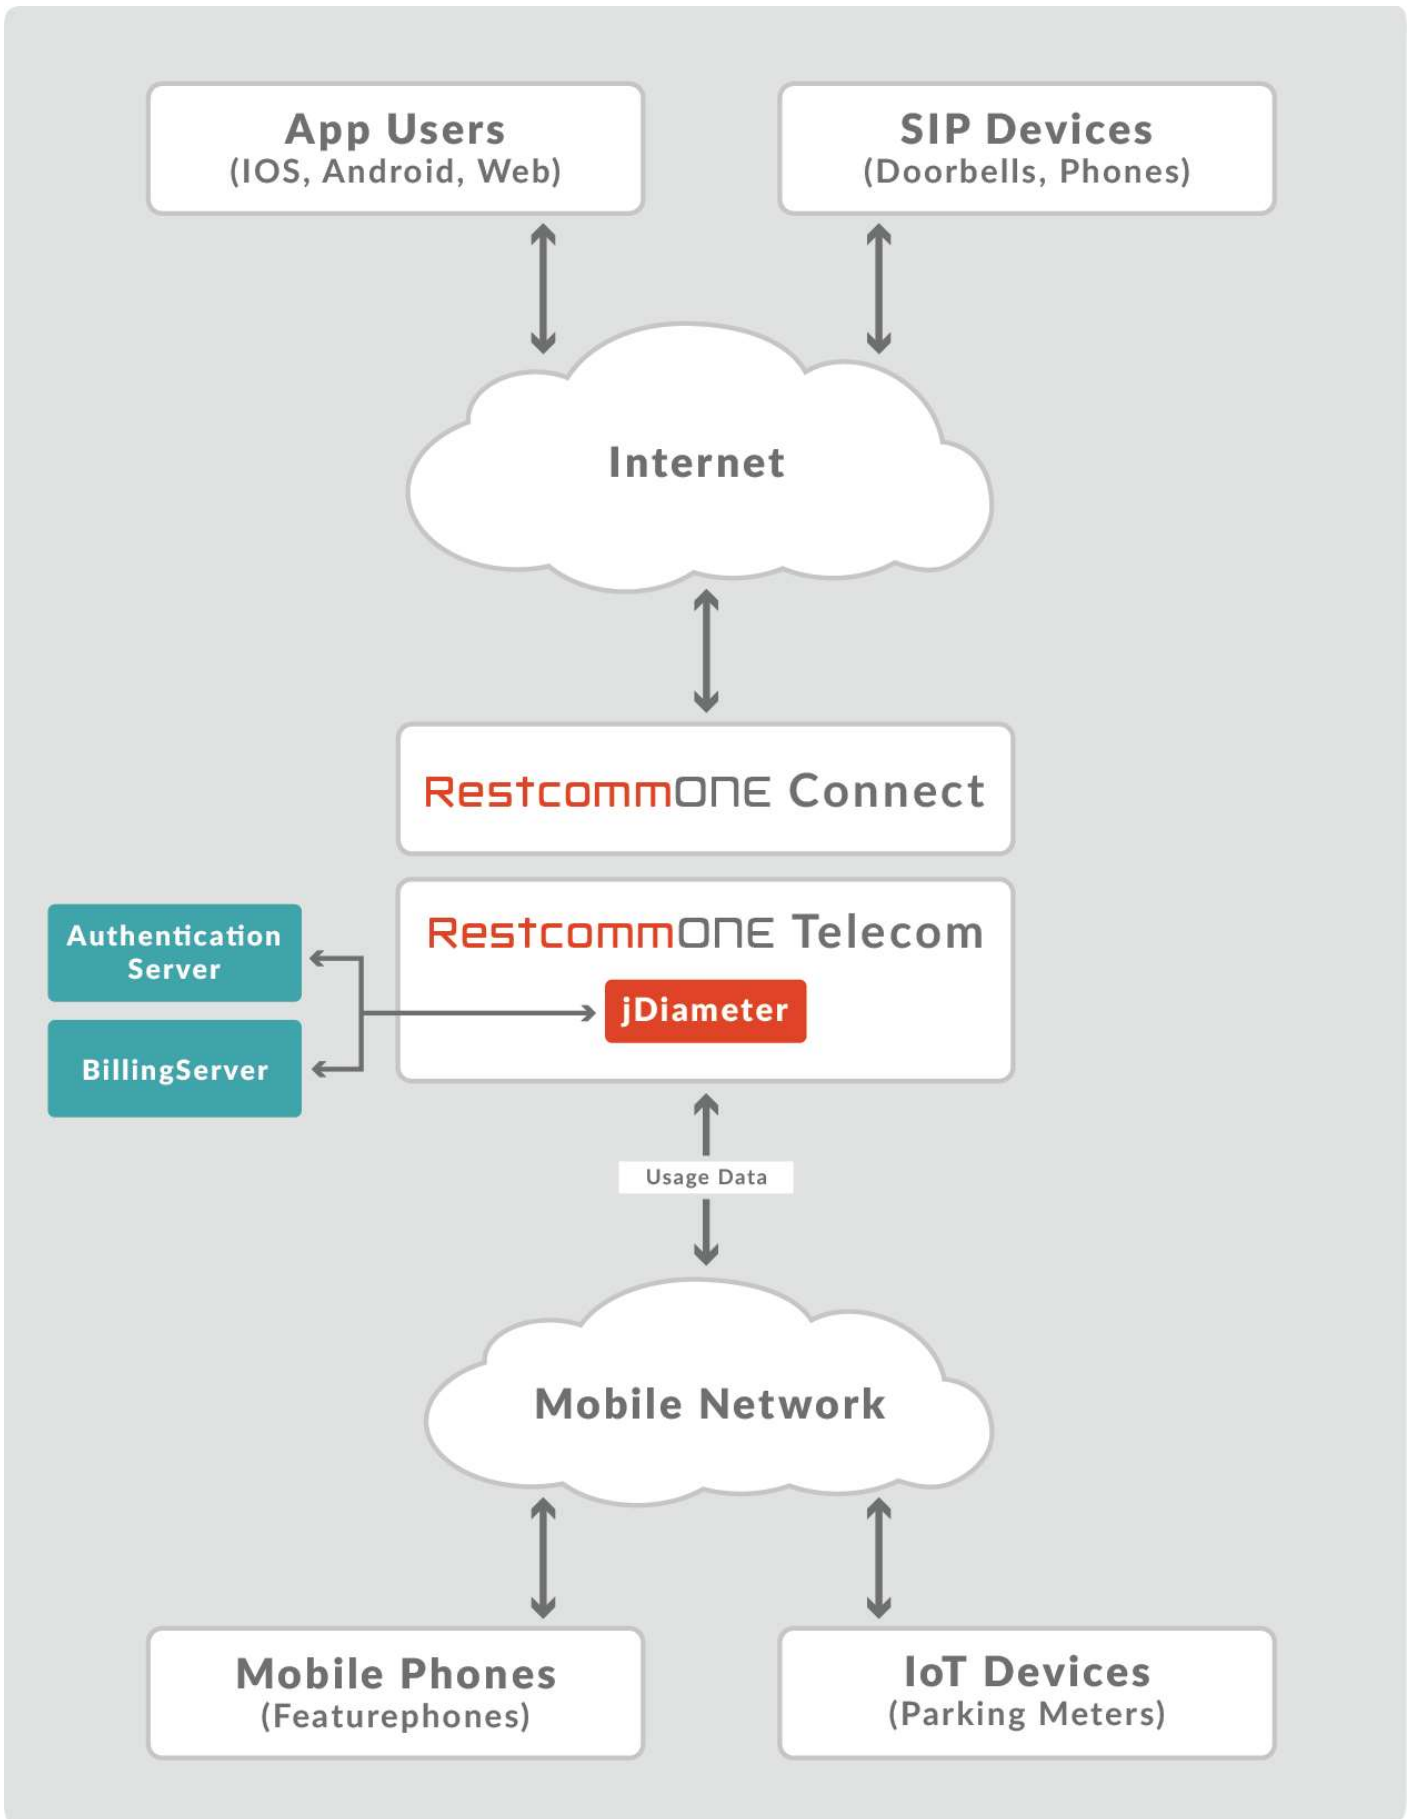 App Users
(IOS, Android, Web)
SIP Devices
(Doorbells, Phones)
Internet
RestcommONE Connect
RestcommONE Telecom
jDiameter
Authentication
Server
BillingServer
Usage Data
Mobile Network
Mobile Phones
(Featurephones)
IoT Devices
(Parking Meters)